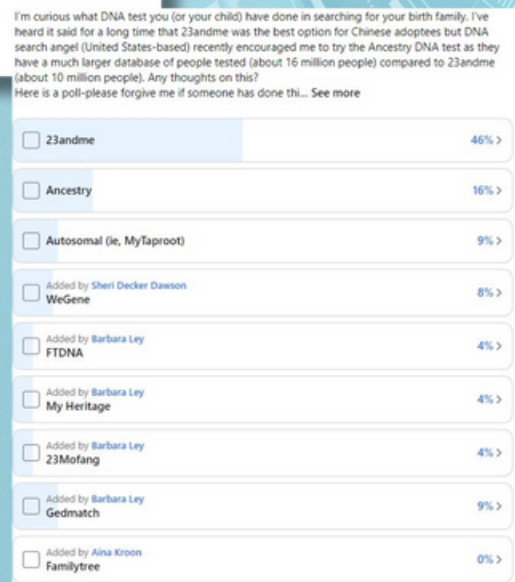 I'm curious what DNA test you (or your child) have done in searching for your birth family. I've
heard it said for a long time that 23andme was the best option for Chinese adoptees but DNA
search angel (United States-based) recently encouraged me to try the Ancestry DNA test as they
have a much larger database of people tested (about 16 million people) compared to 23andme
(about 10 million people). Any thoughts on this?
Here is a poll-please forgive me if someone has done thi... See more
23andme 46% >
Ancestry 16% >
Autosomal (ie, MyTaproot) 9% >
Added by Sheri Decker Dawson
WeGene 8% >
Added by Barbara Ley
FTDNA 4% >
Added by Barbara Ley
My Heritage 4% >
Added by Barbara Ley
23Mofang 4% >
Added by Barbara Ley
Gedmatch 9% >
Added by Aina Kroon
Familytree 0% >